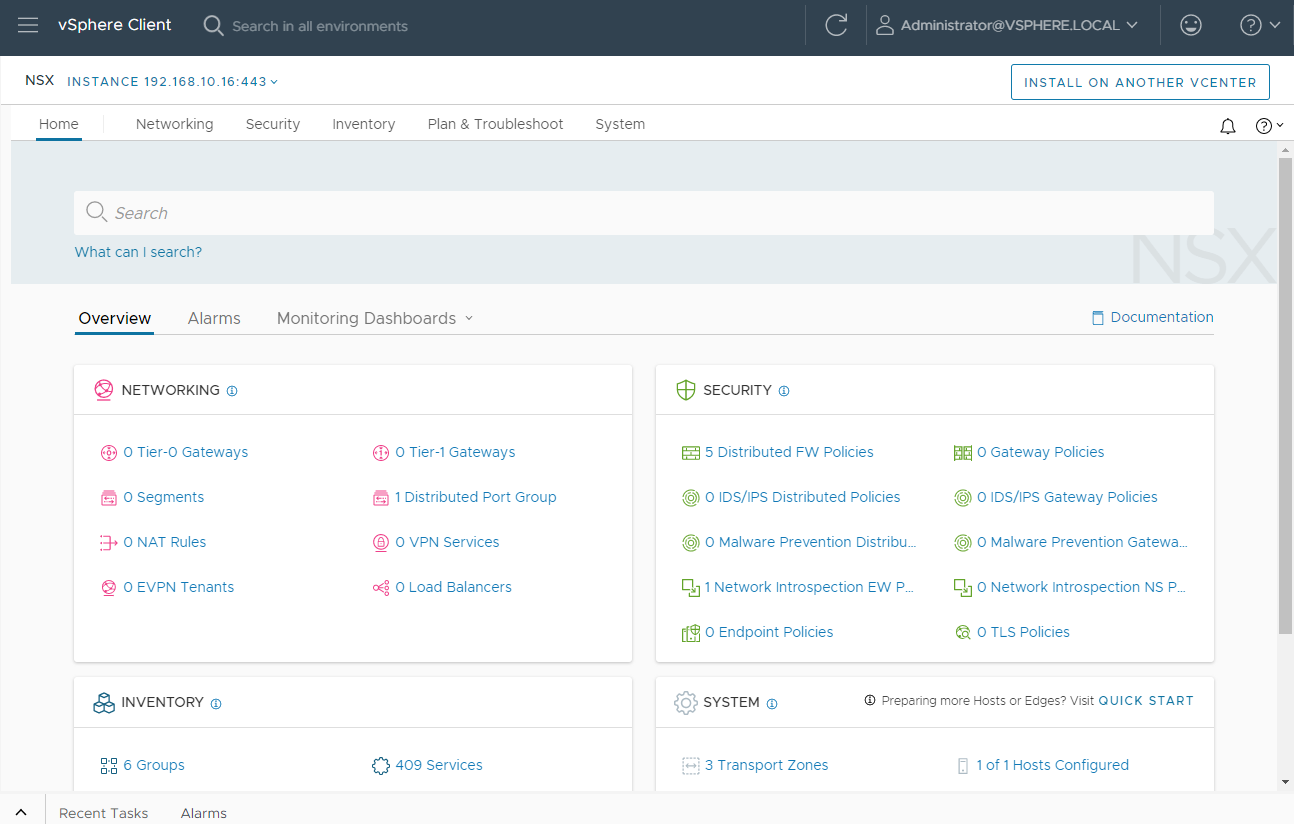 vSphere Client Search in all environments Administrator@VSPHERE.LOCAL
NSX INSTANCE 192.168.10.16:443 INSTALL ON ANOTHER VCENTER
Home Networking Security Inventory Plan & Troubleshoot System
Search
What can I search?
NSX
Overview Alarms Monitoring Dashboards Documentation
NETWORKING
0 Tier-0 Gateways 0 Tier-1 Gateways
0 Segments 1 Distributed Port Group
0 NAT Rules 0 VPN Services
0 EVPN Tenants 0 Load Balancers
SECURITY
5 Distributed FW Policies 0 Gateway Policies
0 IDS/IPS Distributed Policies 0 IDS/IPS Gateway Policies
0 Malware Prevention Distribu... 0 Malware Prevention Gatewa...
1 Network Introspection EW P... 0 Network Introspection NS P...
0 Endpoint Policies 0 TLS Policies
INVENTORY
6 Groups 409 Services
SYSTEM Preparing more Hosts or Edges? Visit QUICK START
3 Transport Zones 1 of 1 Hosts Configured
Recent Tasks Alarms